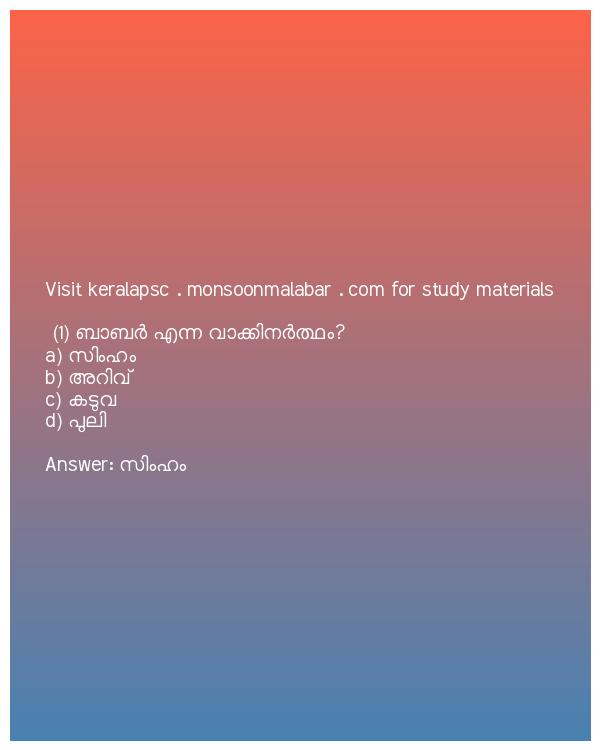 Visit keralapsc . monsoonmalabar . com for study materials
(1) ബാബർ എന്ന വാക്കിനർത്ഥം?
a) സിംഹം
b) അറിവ്
c) കടുവ
d) പുലി
Answer: സിംഹം